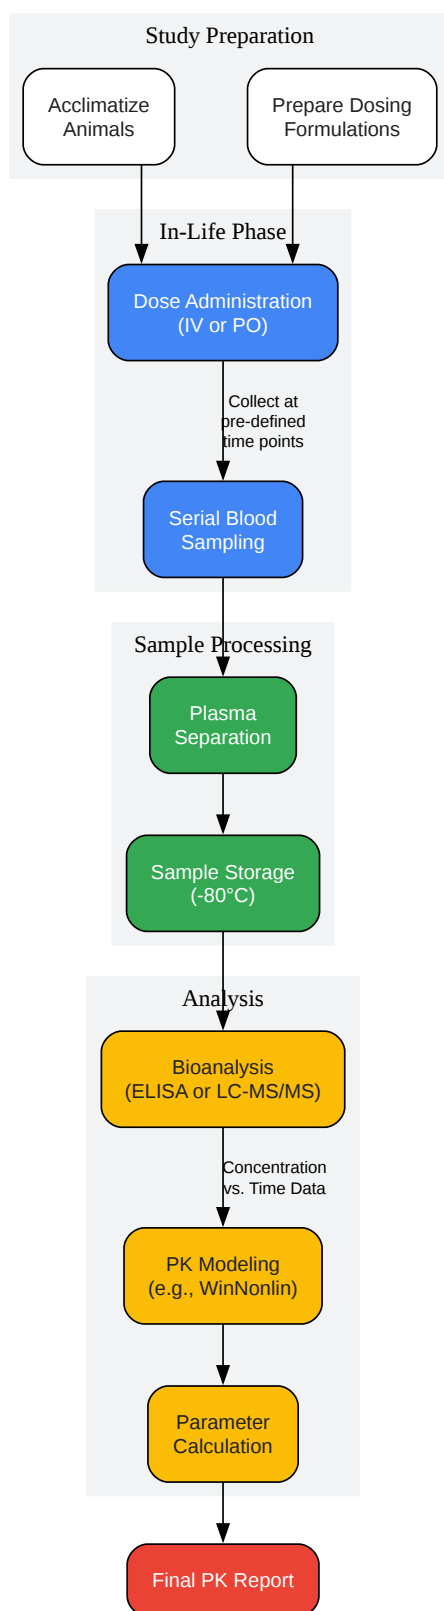 Study Preparation
Acclimatize
Animals
Prepare Dosing
Formulations
In-Life Phase
Dose Administration
(IV or PO)
Collect at
pre-defined
time points
Serial Blood
Sampling
Sample Processing
Plasma
Separation
Sample Storage
(-80°C)
Analysis
Bioanalysis
(ELISA or LC-MS/MS)
Concentration
vs. Time Data
PK Modeling
(e.g., WinNonlin)
Parameter
Calculation
Final PK Report